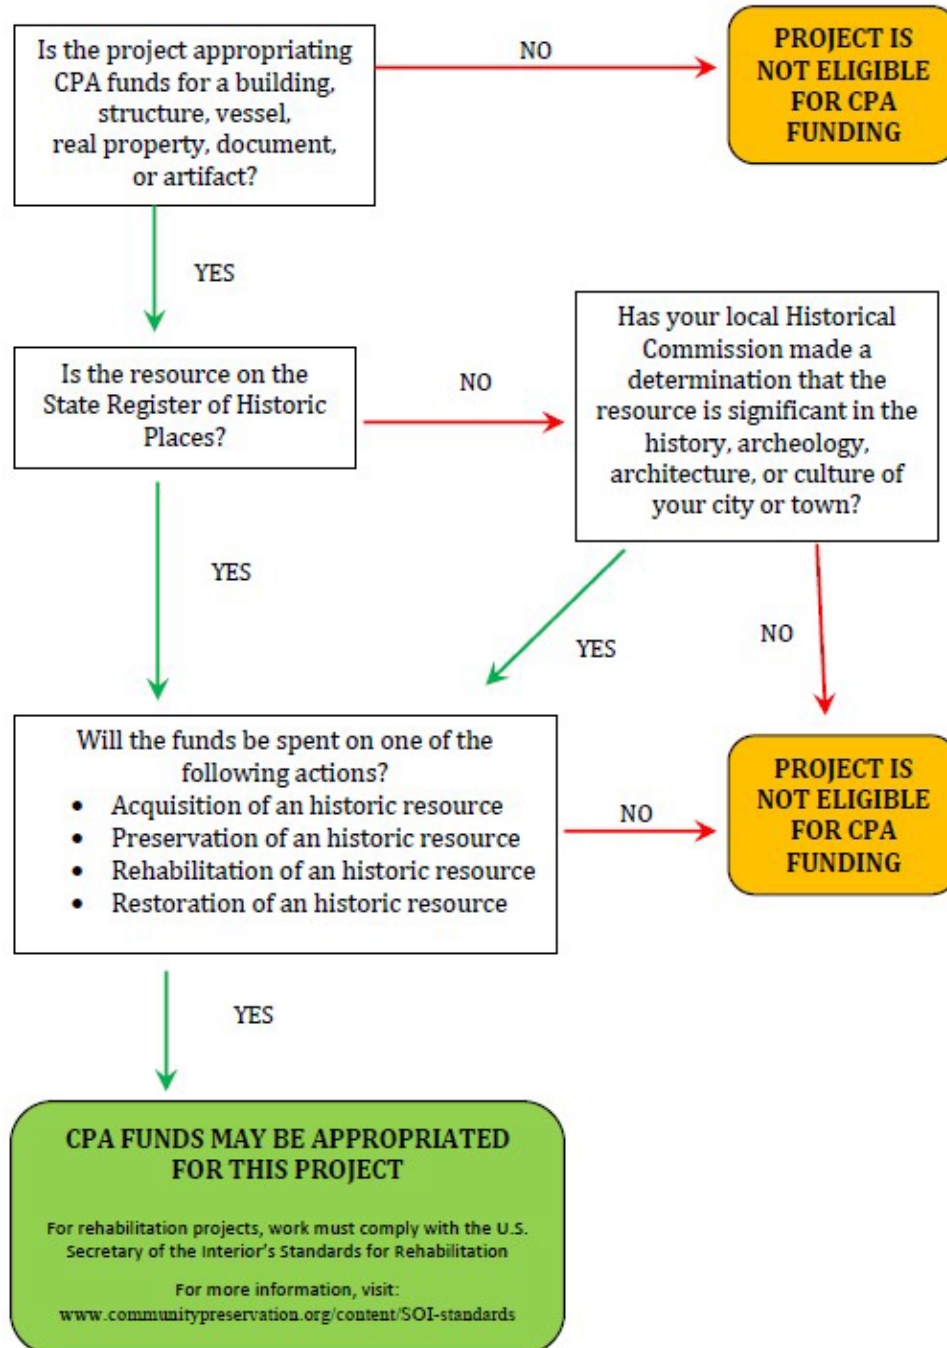 Is the project appropriating
CPA funds for a building,
structure, vessel,
real property, document,
or artifact?
NO
PROJECT IS
NOT ELIGIBLE
FOR CPA
FUNDING
YES
Is the resource on the
State Register of Historic
Places?
NO
Has your local Historical
Commission made a
determination that the
resource is significant in the
history, archeology,
architecture, or culture of
your city or town?
YES
YES
NO
Will the funds be spent on one of the
following actions?
• Acquisition of an historic resource
• Preservation of an historic resource
• Rehabilitation of an historic resource
• Restoration of an historic resource
NO
PROJECT IS
NOT ELIGIBLE
FOR CPA
FUNDING
YES
CPA FUNDS MAY BE APPROPRIATED
FOR THIS PROJECT
For rehabilitation projects, work must comply with the U.S.
Secretary of the Interior's Standards for Rehabilitation
For more information, visit:
www.communitypreservation.org/content/SOI-standards